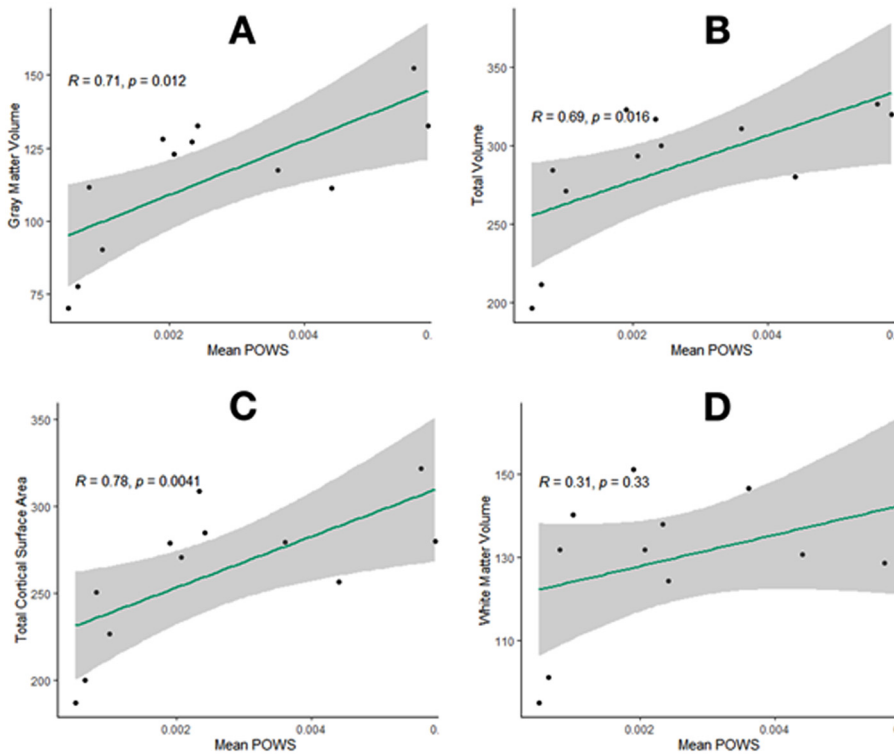 A
R = 0.71, p = 0.012
Gray Matter Volume
150
125
100
75
0.002
0.004
0.
Mean POWS
B
R = 0.69, p = 0.016
Total Volume
350
300
250
200
0.002
0.004
0.
Mean POWS
C
R = 0.78, p = 0.0041
Total Cortical Surface Area
350
300
250
200
0.002
0.004
0.
Mean POWS
D
R = 0.31, p = 0.33
White Matter Volume
150
130
110
0.002
0.004
Mean POWS